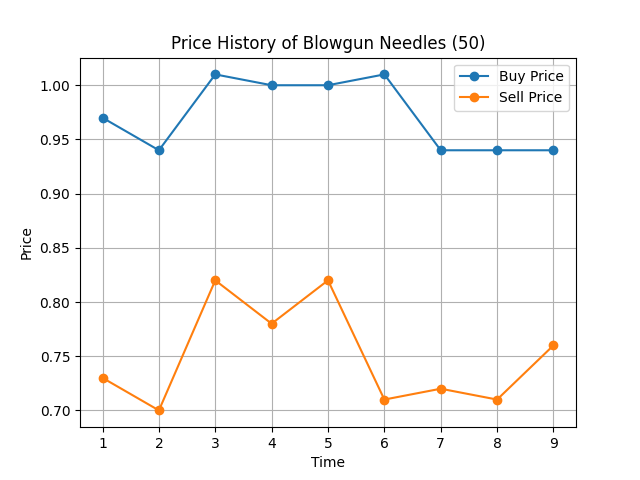 Price History of Blowgun Needles (50)
Buy Price
Sell Price
1.00
0.95
0.90
0.85
0.80
0.75
0.70
Price
1 2 3 4 5 6 7 8 9
Time